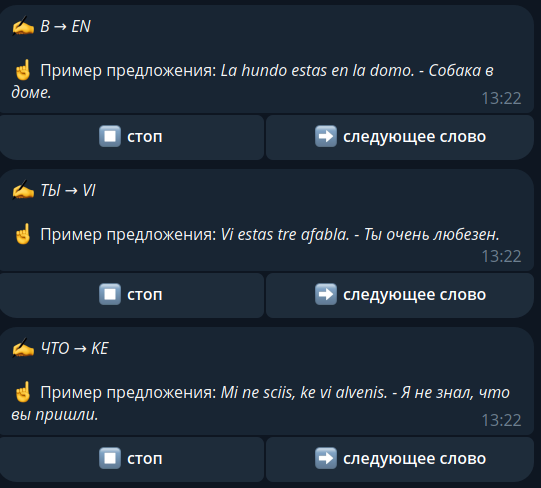 ✍ В → EN
☝ Пример предложения: La hundo estas en la domo. - Собака в
доме.
13:22
⏹ стоп
➡ следующее слово
✍ ТЫ → VI
☝ Пример предложения: Vi estas tre afabla. - Ты очень любезен.
13:22
⏹ стоп
➡ следующее слово
✍ ЧТО → KE
☝ Пример предложения: Mi ne sciis, ke vi alvenis. - Я не знал, что
вы пришли.
13:22
⏹ стоп
➡ следующее слово